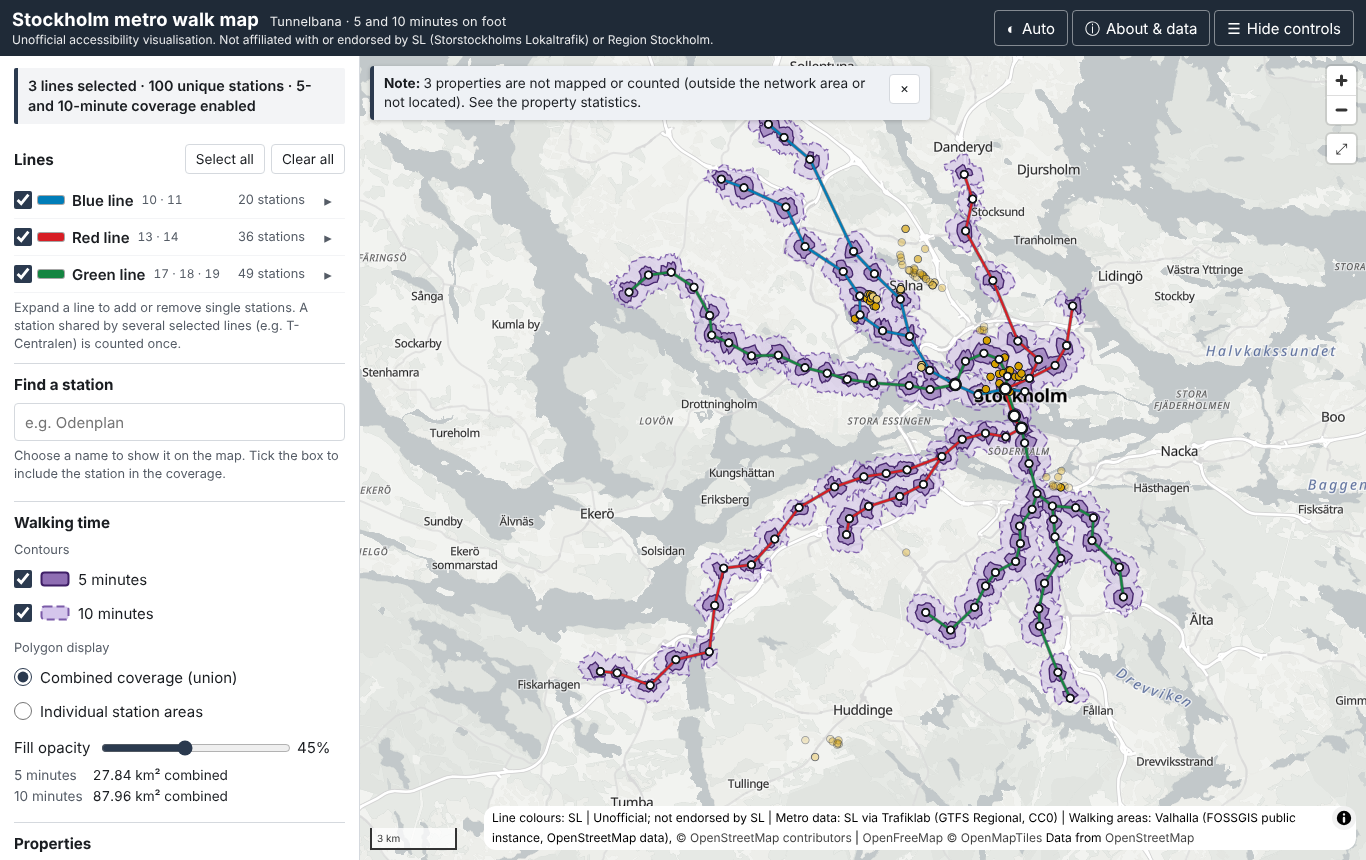 Stockholm metro walk map Tunnelbana · 5 and 10 minutes on foot
Unofficial accessibility visualisation. Not affiliated with or endorsed by SL (Storstockholms Lokaltrafik) or Region Stockholm.
Auto
About & data
Hide controls
3 lines selected · 100 unique stations · 5-
and 10-minute coverage enabled
Lines
Select all
Clear all
Blue line 10 · 11 20 stations
Red line 13 · 14 36 stations
Green line 17 · 18 · 19 49 stations
Expand a line to add or remove single stations. A
station shared by several selected lines (e.g. T-
Centralen) is counted once.
Find a station
e.g. Odenplan
Choose a name to show it on the map. Tick the box to
include the station in the coverage.
Walking time
Contours
5 minutes
10 minutes
Polygon display
Combined coverage (union)
Individual station areas
Fill opacity 45%
5 minutes 27.84 km² combined
10 minutes 87.96 km² combined
Properties
Sollentuna
Note: 3 properties are not mapped or counted (outside the network area or
not located). See the property statistics.
×
Danderyd
Djursholm
Stocksund
Tranholmen
FÄRINGSÖ
Sånga
Solna
Lidingö
Västra Yttringe
Stockby
Kumla by
Sockarby
Stenhamra
Halvkakssundet
Drottningholm
Stockholm
STORA
FJÄDERHOLMEN
LOVÖN
STORA ESSINGEN
Boo
Tureholm
SÖDERMALM
Nacka
Kungshättan
Hästhagen
EKERÖ
Eriksberg
Ekerö
Fisksätra
Sundby
Älvnäs
Ekerö
sommarstad
Solsidan
Älta
Fiskarhagen
Drevviken
Fållan
Huddinge
Drevviksstrand
Tullinge
Tumba
3 km
Line colours: SL | Unofficial; not endorsed by SL | Metro data: SL via Trafiklab (GTFS Regional, CC0) | Walking areas: Valhalla (FOSSGIS public
instance, OpenStreetMap data), © OpenStreetMap contributors | OpenFreeMap © OpenMapTiles Data from OpenStreetMap